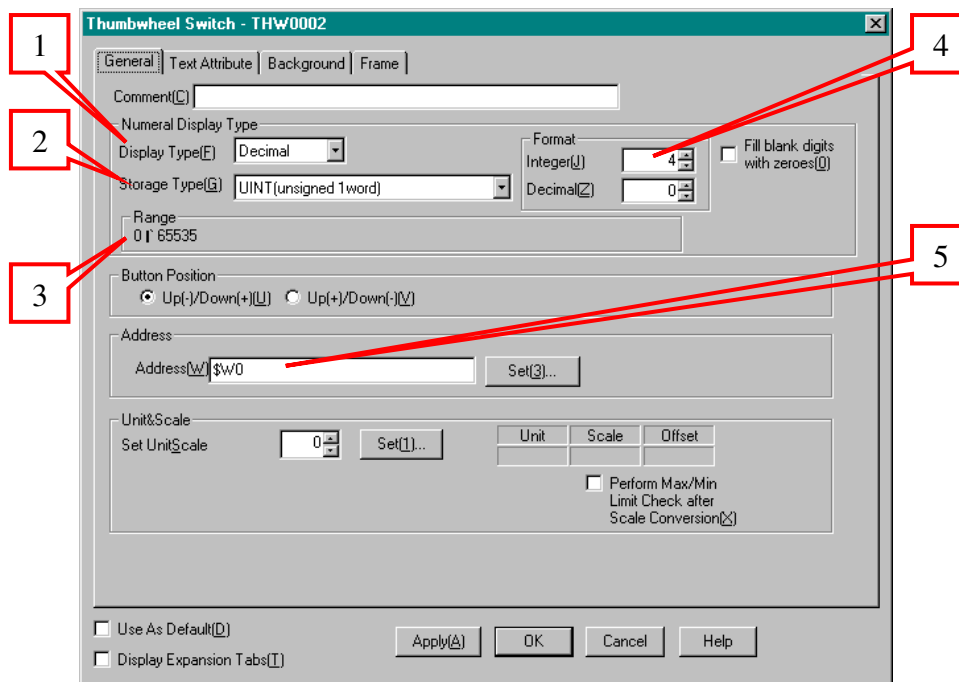 Thumbwheel Switch - THW0002
1
4
General Text Attribute Background Frame
Comment(C)
Numeral Display Type
2
Display Type(F) Decimal
Format
Integer(J) 4
Fill blank digits
with zeroes(0)
Storage Type(G) UINT(unsigned 1word)
Decimal(Z) 0
Range
0 65535
3
5
Button Position
Up(-)/Down(+)(U) Up(+)/Down(-)(V)
Address
Address(W) $W0 Set(3)...
Unit&Scale
Set UnitScale 0 Set(1)...
Unit Scale Offset
Perform Max/Min
Limit Check after
Scale Conversion(X)
Use As Default(D)
Display Expansion Tabs(T)
Apply(A) OK Cancel Help